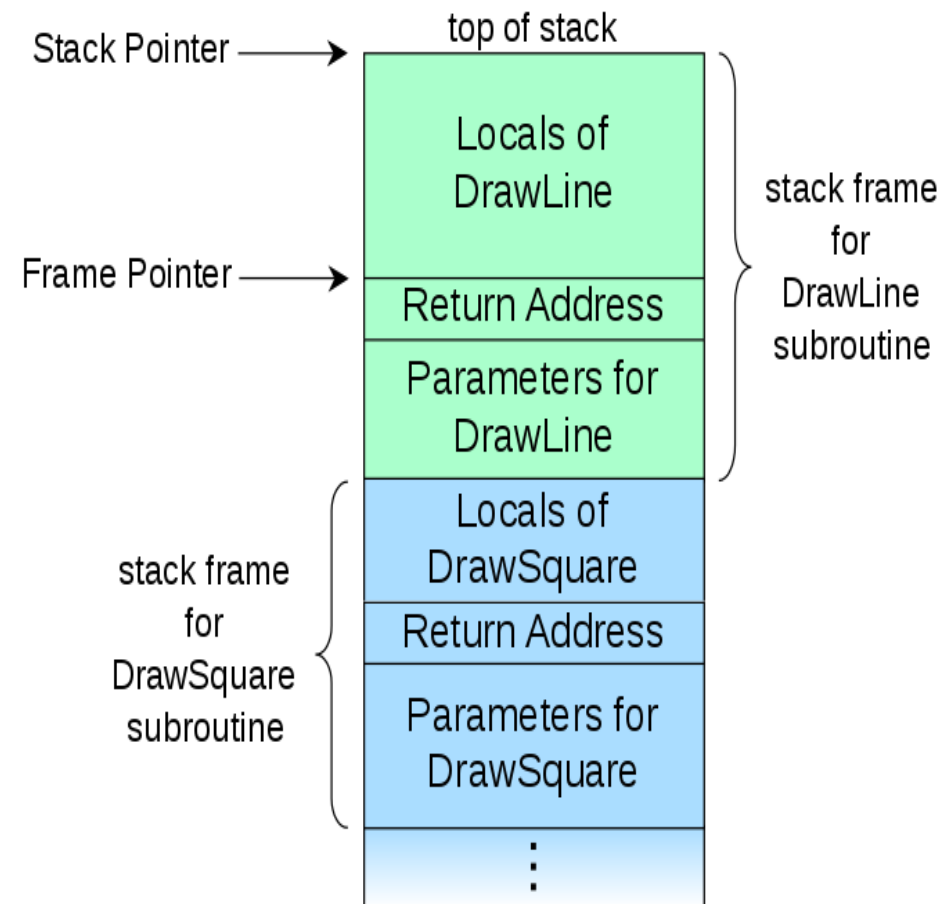 top of stack
Stack Pointer
Locals of
DrawLine
stack frame
for
DrawLine
subroutine
Frame Pointer
Return Address
Parameters for
DrawLine
Locals of
DrawSquare
stack frame
for
DrawSquare
subroutine
Return Address
Parameters for
DrawSquare
⋮